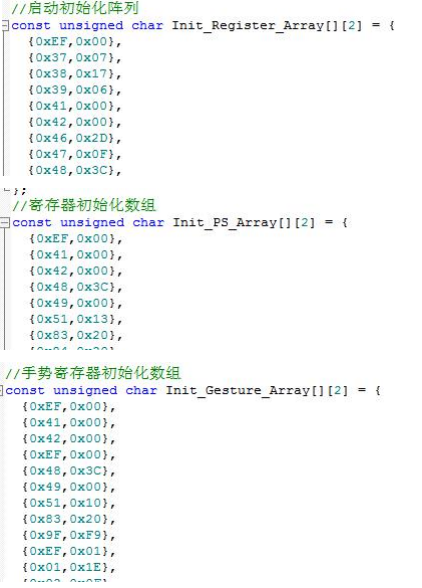 //启动初始化阵列
const unsigned char Init_Register_Array[][2] = {
{0xEF,0x00},
{0x37,0x07},
{0x38,0x17},
{0x39,0x06},
{0x41,0x00},
{0x42,0x00},
{0x46,0x2D},
{0x47,0x0F},
{0x48,0x3C},
};
//寄存器初始化数组
const unsigned char Init_PS_Array[][2] = {
{0xEF,0x00},
{0x41,0x00},
{0x42,0x00},
{0x48,0x3C},
{0x49,0x00},
{0x51,0x13},
{0x83,0x20},
//手势寄存器初始化数组
const unsigned char Init_Gesture_Array[][2] = {
{0xEF,0x00},
{0x41,0x00},
{0x42,0x00},
{0xEF,0x00},
{0x48,0x3C},
{0x49,0x00},
{0x51,0x10},
{0x83,0x20},
{0x9F,0xF9},
{0xEF,0x01},
{0x01,0x1E},